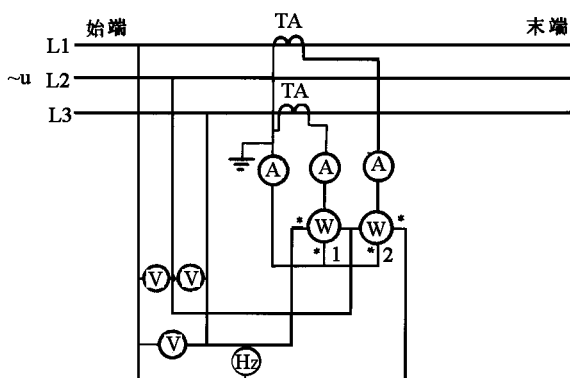 始端
TA
末端
L1
~u L2
TA
L3
A
A
A
* W W *
* 1 * 2
V V
V
Hz